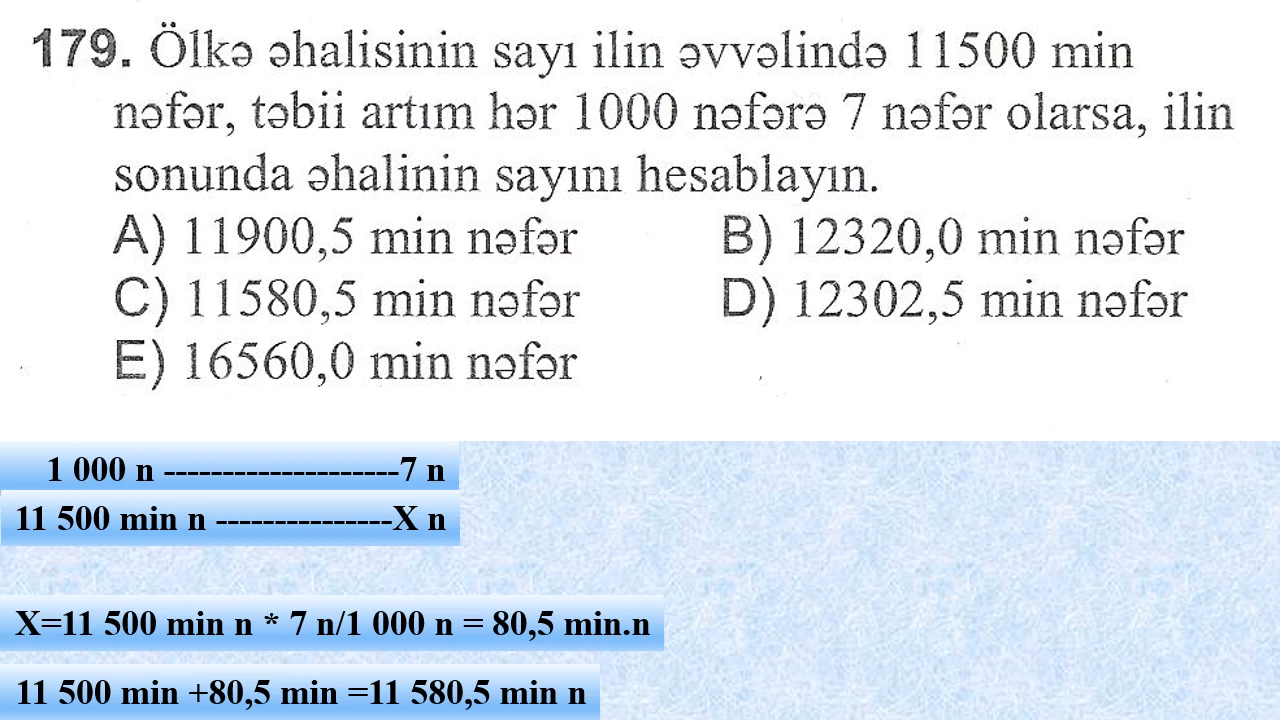 179. Ölkə əhalisinin sayı ilin əvvəlində 11500 min
nəfər, təbii artım hər 1000 nəfərə 7 nəfər olarsa, ilin
sonunda əhalinin sayını hesablayın.
A) 11900,5 min nəfər B) 12320,0 min nəfər
C) 11580,5 min nəfər D) 12302,5 min nəfər
E) 16560,0 min nəfər
1 000 n --------------------7 n
11 500 min n ---------------X n
X=11 500 min n * 7 n/1 000 n = 80,5 min.n
11 500 min +80,5 min =11 580,5 min n